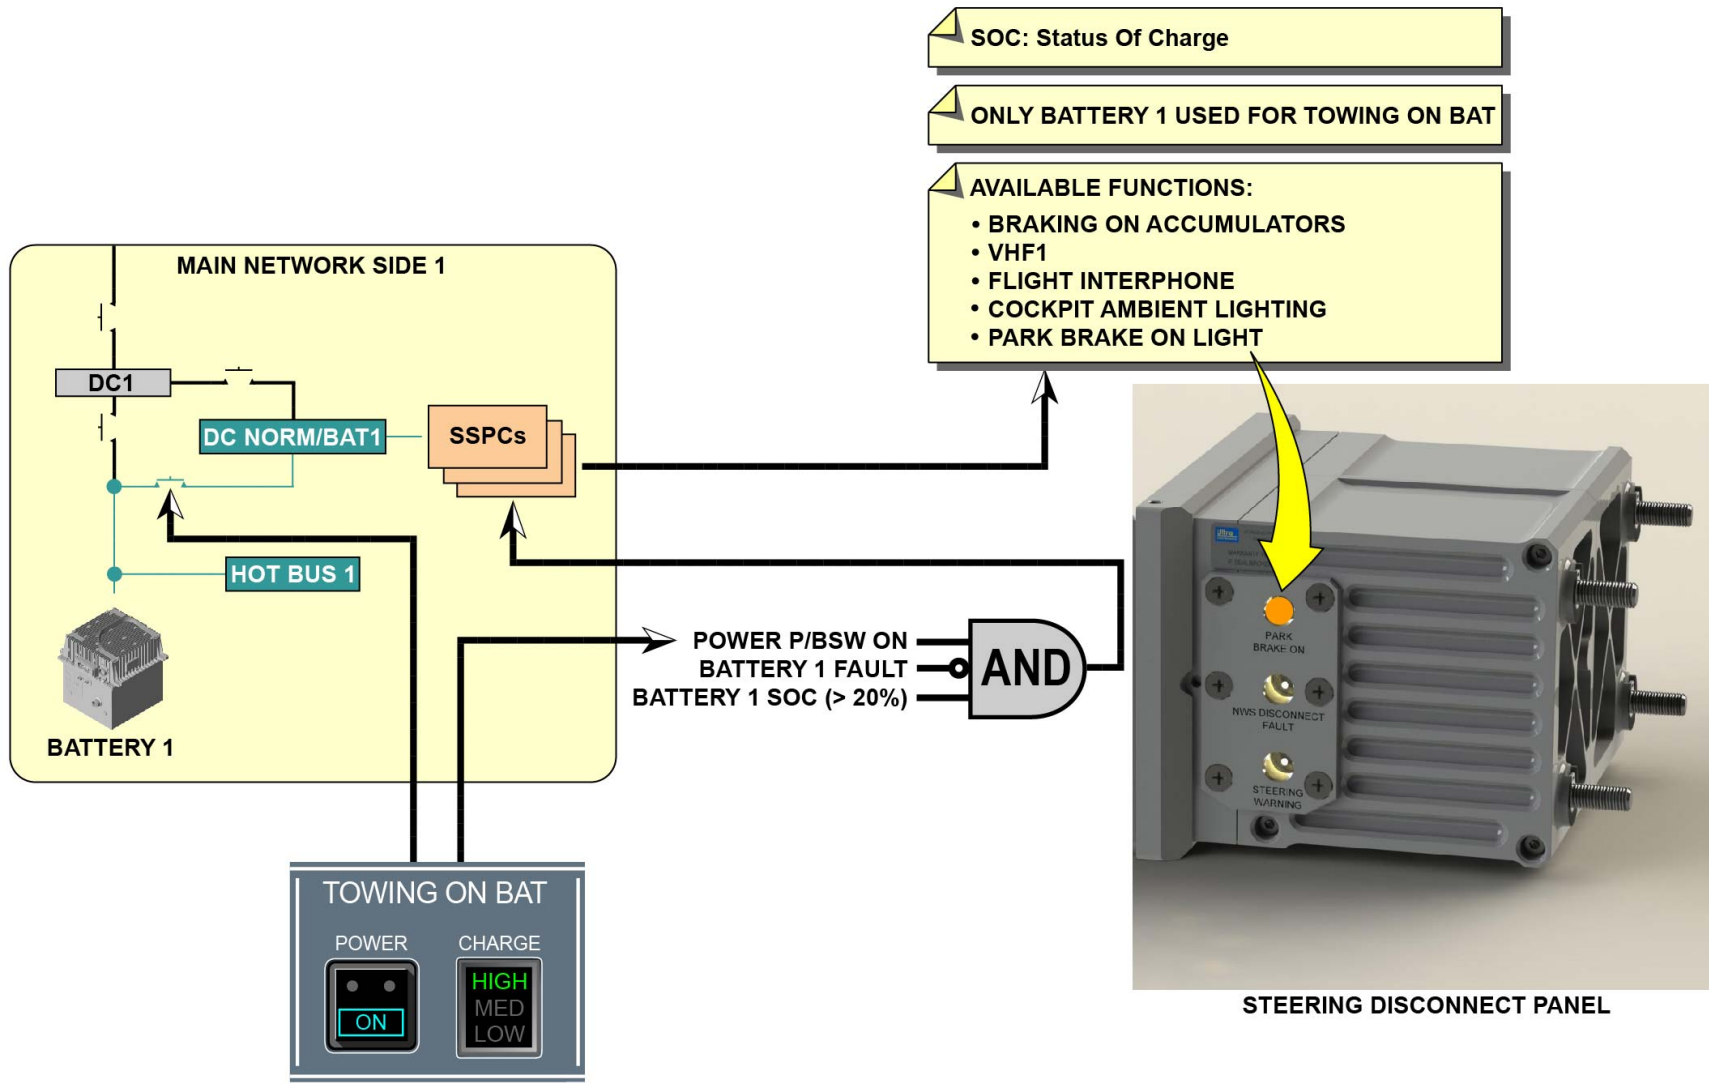 SOC: Status Of Charge
ONLY BATTERY 1 USED FOR TOWING ON BAT
AVAILABLE FUNCTIONS:
• BRAKING ON ACCUMULATORS
• VHF1
• FLIGHT INTERPHONE
• COCKPIT AMBIENT LIGHTING
• PARK BRAKE ON LIGHT
MAIN NETWORK SIDE 1
DC1
DC NORM/BAT1
SSPCs
HOT BUS 1
BATTERY 1
POWER P/BSW ON
BATTERY 1 FAULT
BATTERY 1 SOC (> 20%)
AND
TOWING ON BAT
POWER
CHARGE
ON
HIGH
MED
LOW
Ultra
PARK
BRAKE ON
NWS DISCONNECT
FAULT
STEERING
WARNING
STEERING DISCONNECT PANEL